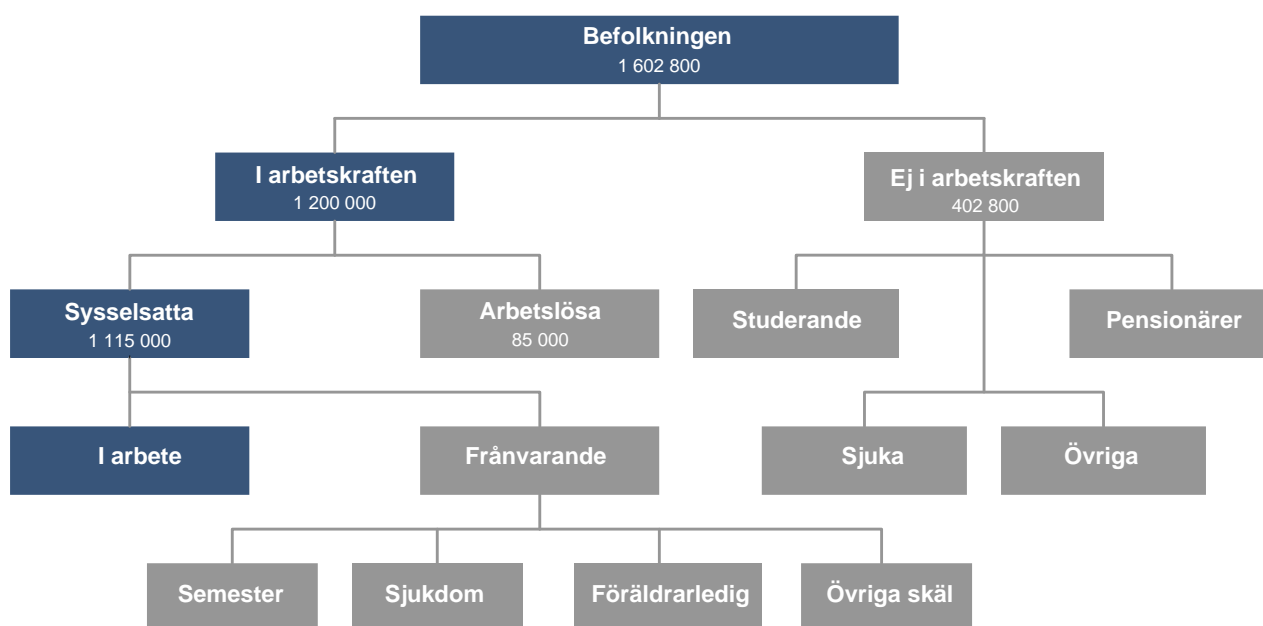 Befolkningen
1 602 800
I arbetskraften
1 200 000
Ej i arbetskraften
402 800
Sysselsatta
1 115 000
Arbetslösa
85 000
Studerande
Pensionärer
I arbete
Frånvarande
Sjuka
Övriga
Semester
Sjukdom
Föräldrarledig
Övriga skäl